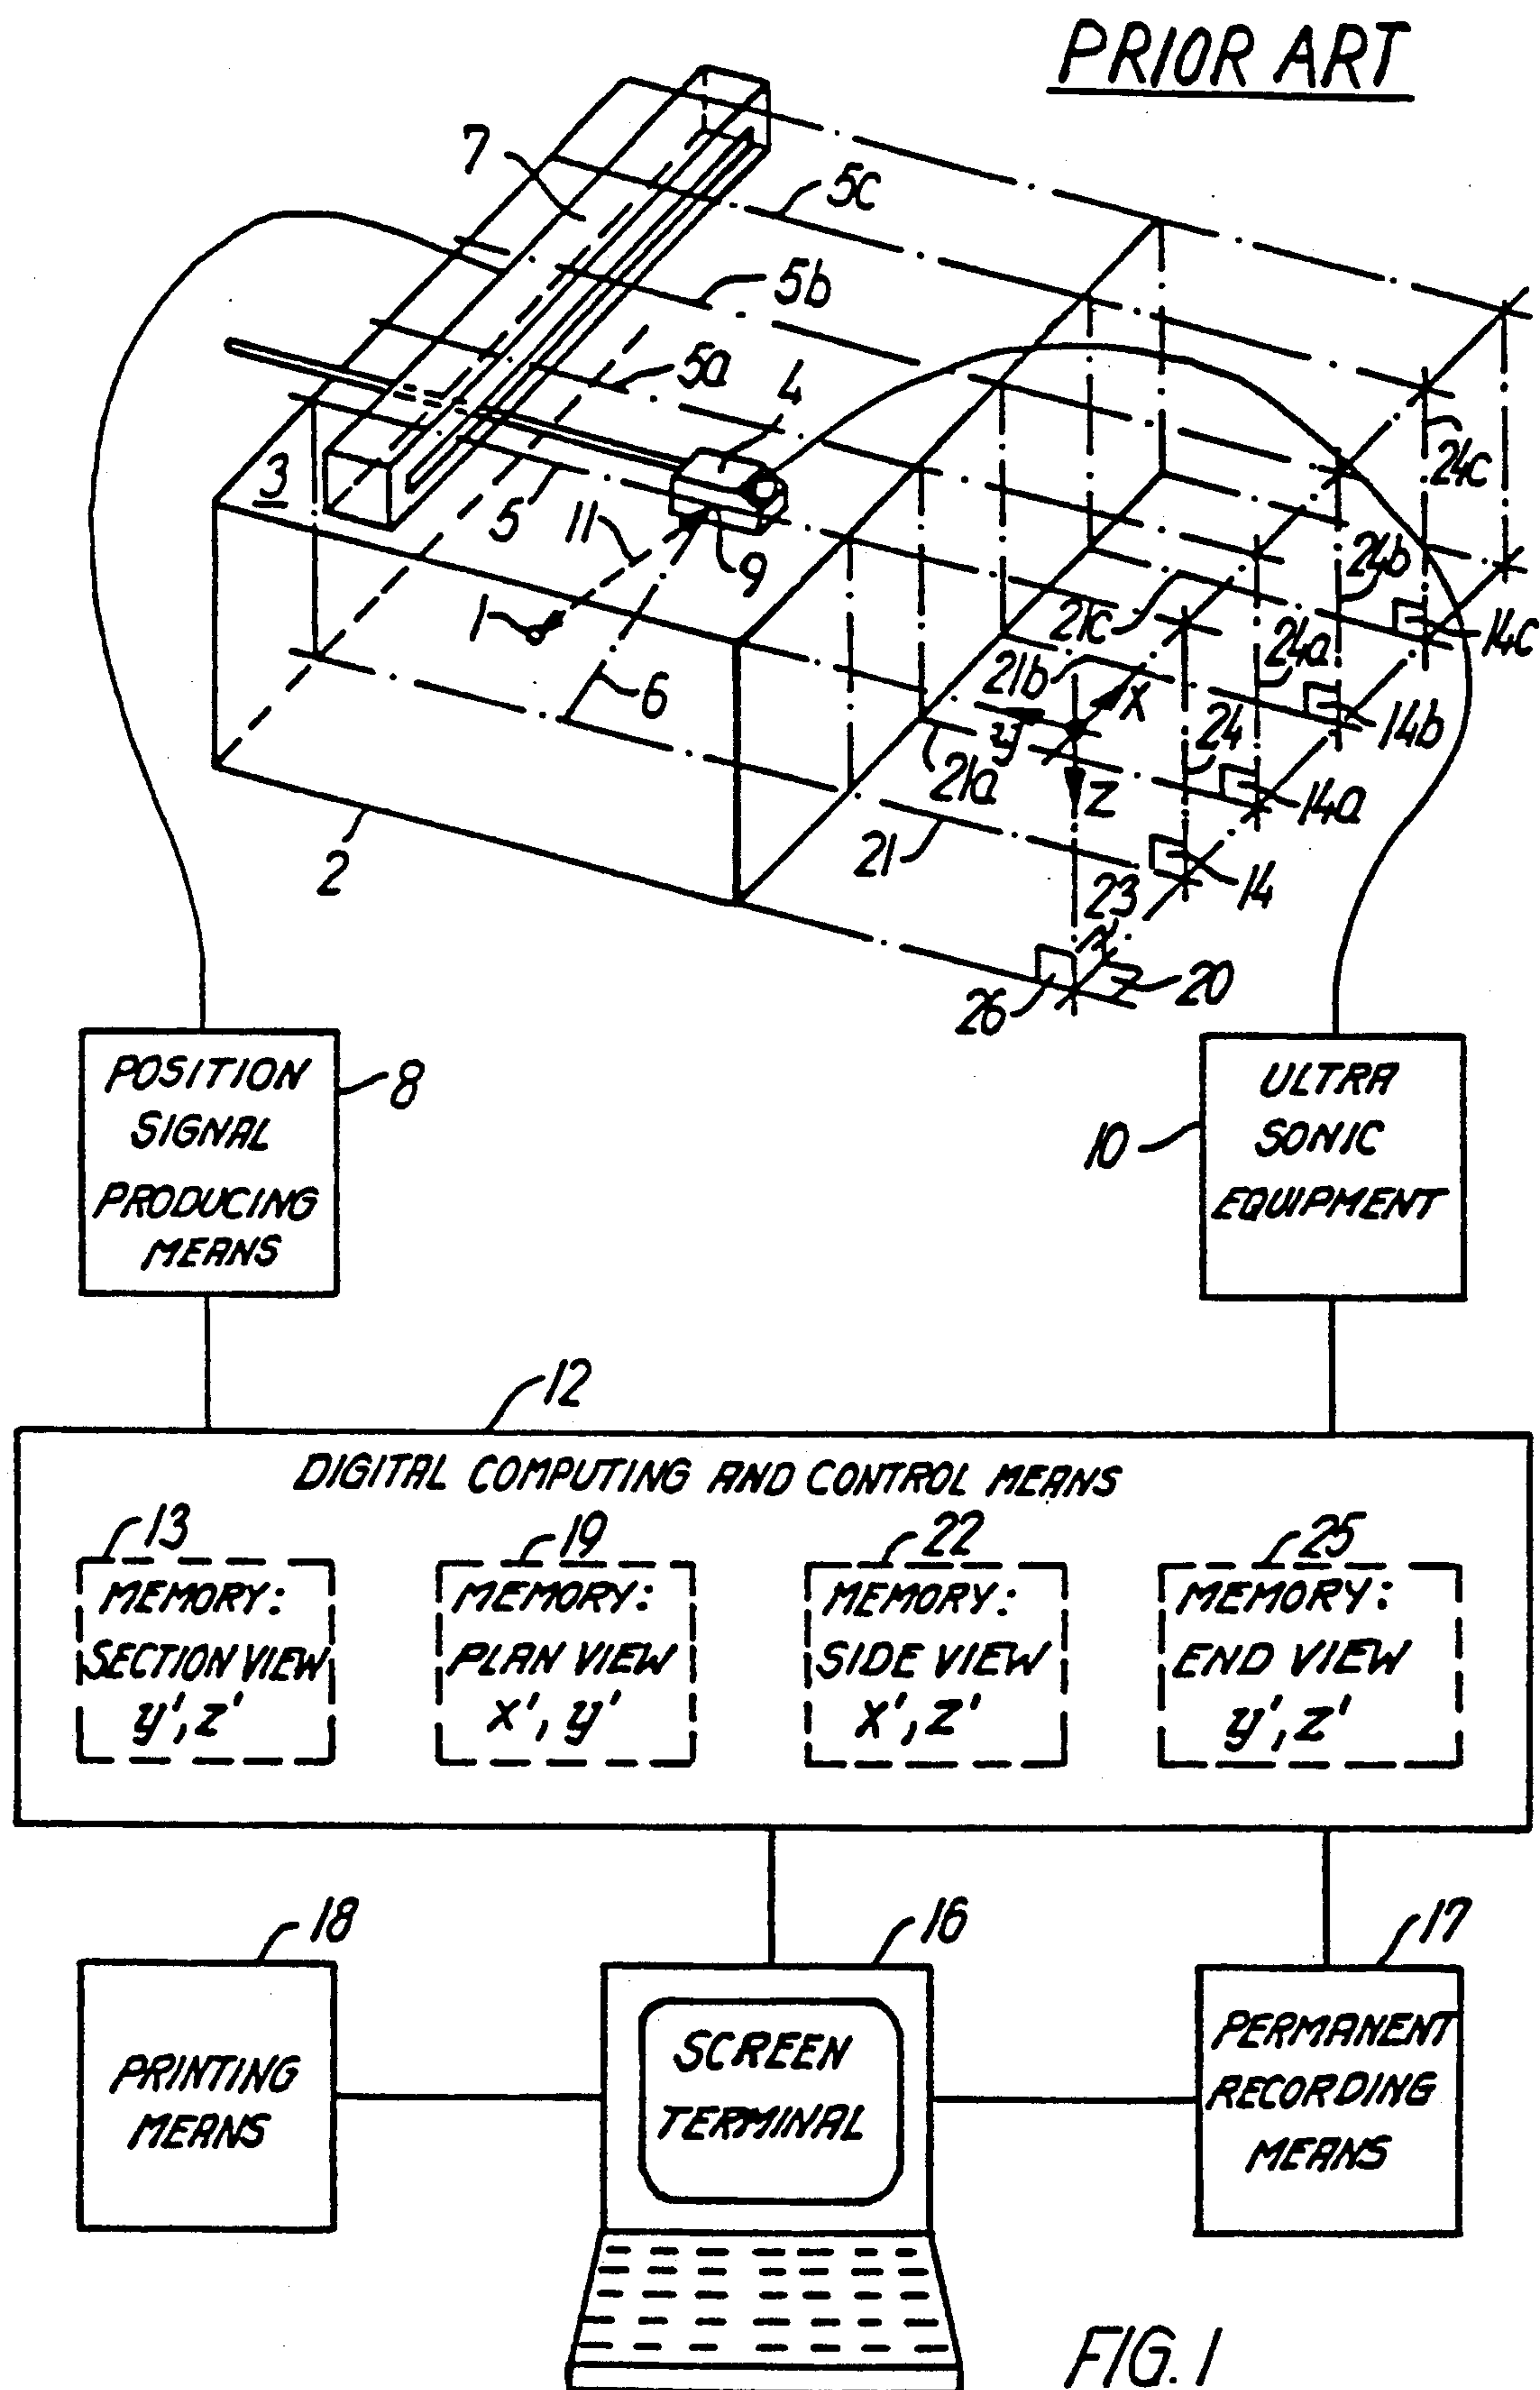 PRIOR ART
7
5c
5b
5a
4
3
5
11
9
1
6
2
24c
24b
21c
24a
14c
21b
X
y
24
14b
21a
Z
14a
21
14
23
20
26
POSITION
SIGNAL
PRODUCING
MEANS
8
10
ULTRA
SONIC
EQUIPMENT
12
DIGITAL COMPUTING AND CONTROL MEANS
13
19
22
25
MEMORY:
SECTION VIEW
y', z'
MEMORY:
PLAN VIEW
x', y'
MEMORY:
SIDE VIEW
x', z'
MEMORY:
END VIEW
y', z'
18
16
17
PRINTING
MEANS
SCREEN
TERMINAL
PERMANENT
RECORDING
MEANS
FIG. 1